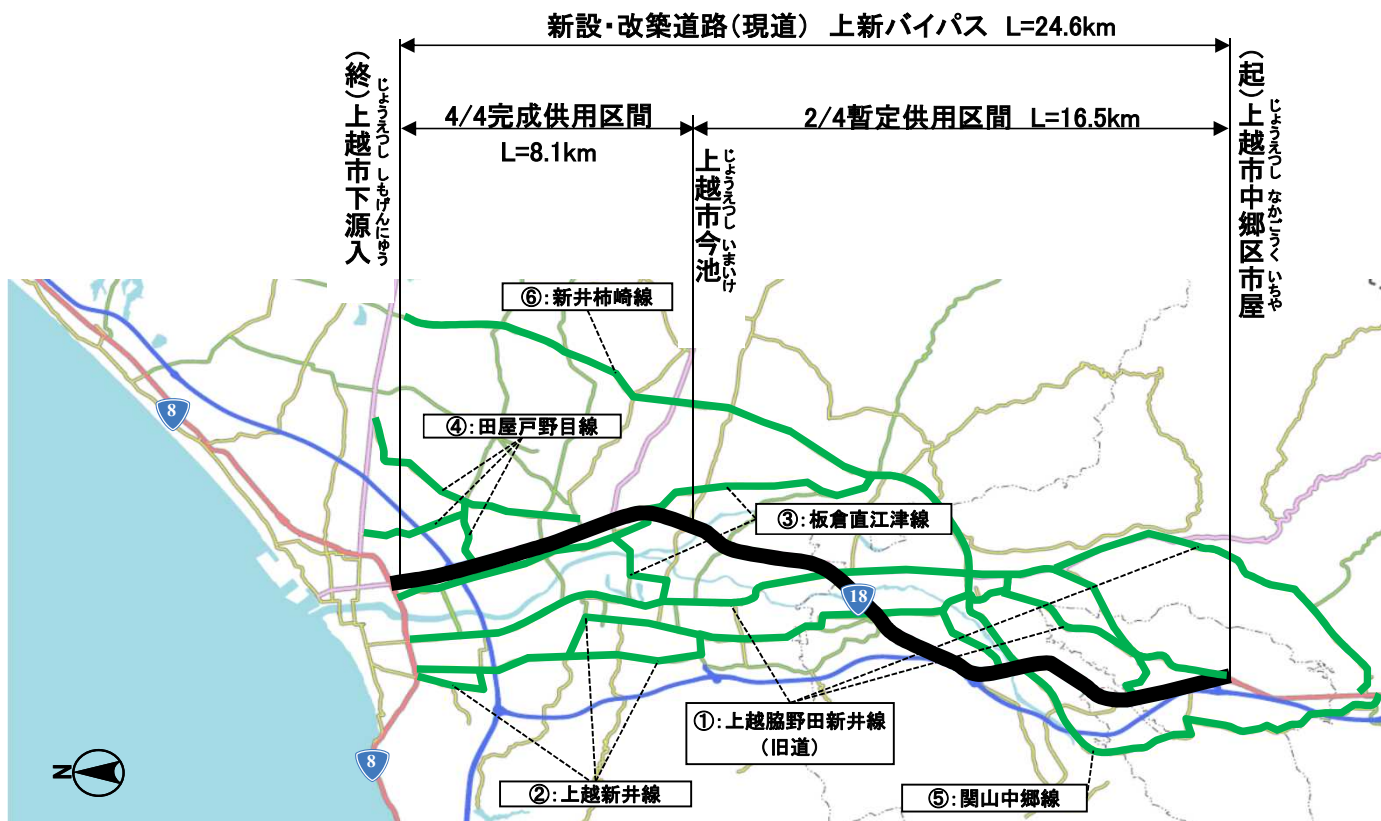 新設・改築道路（現道） 上新バイパス L=24.6km
（終）上越市下源入
じょうえつし しもげんにゅう
4/4完成供用区間
L=8.1km
上越市今池
じょうえつし いまいけ
2/4暫定供用区間 L=16.5km
（起）上越市中郷区市屋
じょうえつし なかごうく いちや
⑥：新井柿崎線
8
④：田屋戸野目線
③：板倉直江津線
18
①：上越脇野田新井線
（旧道）
N
8
②：上越新井線
⑤：関山中郷線